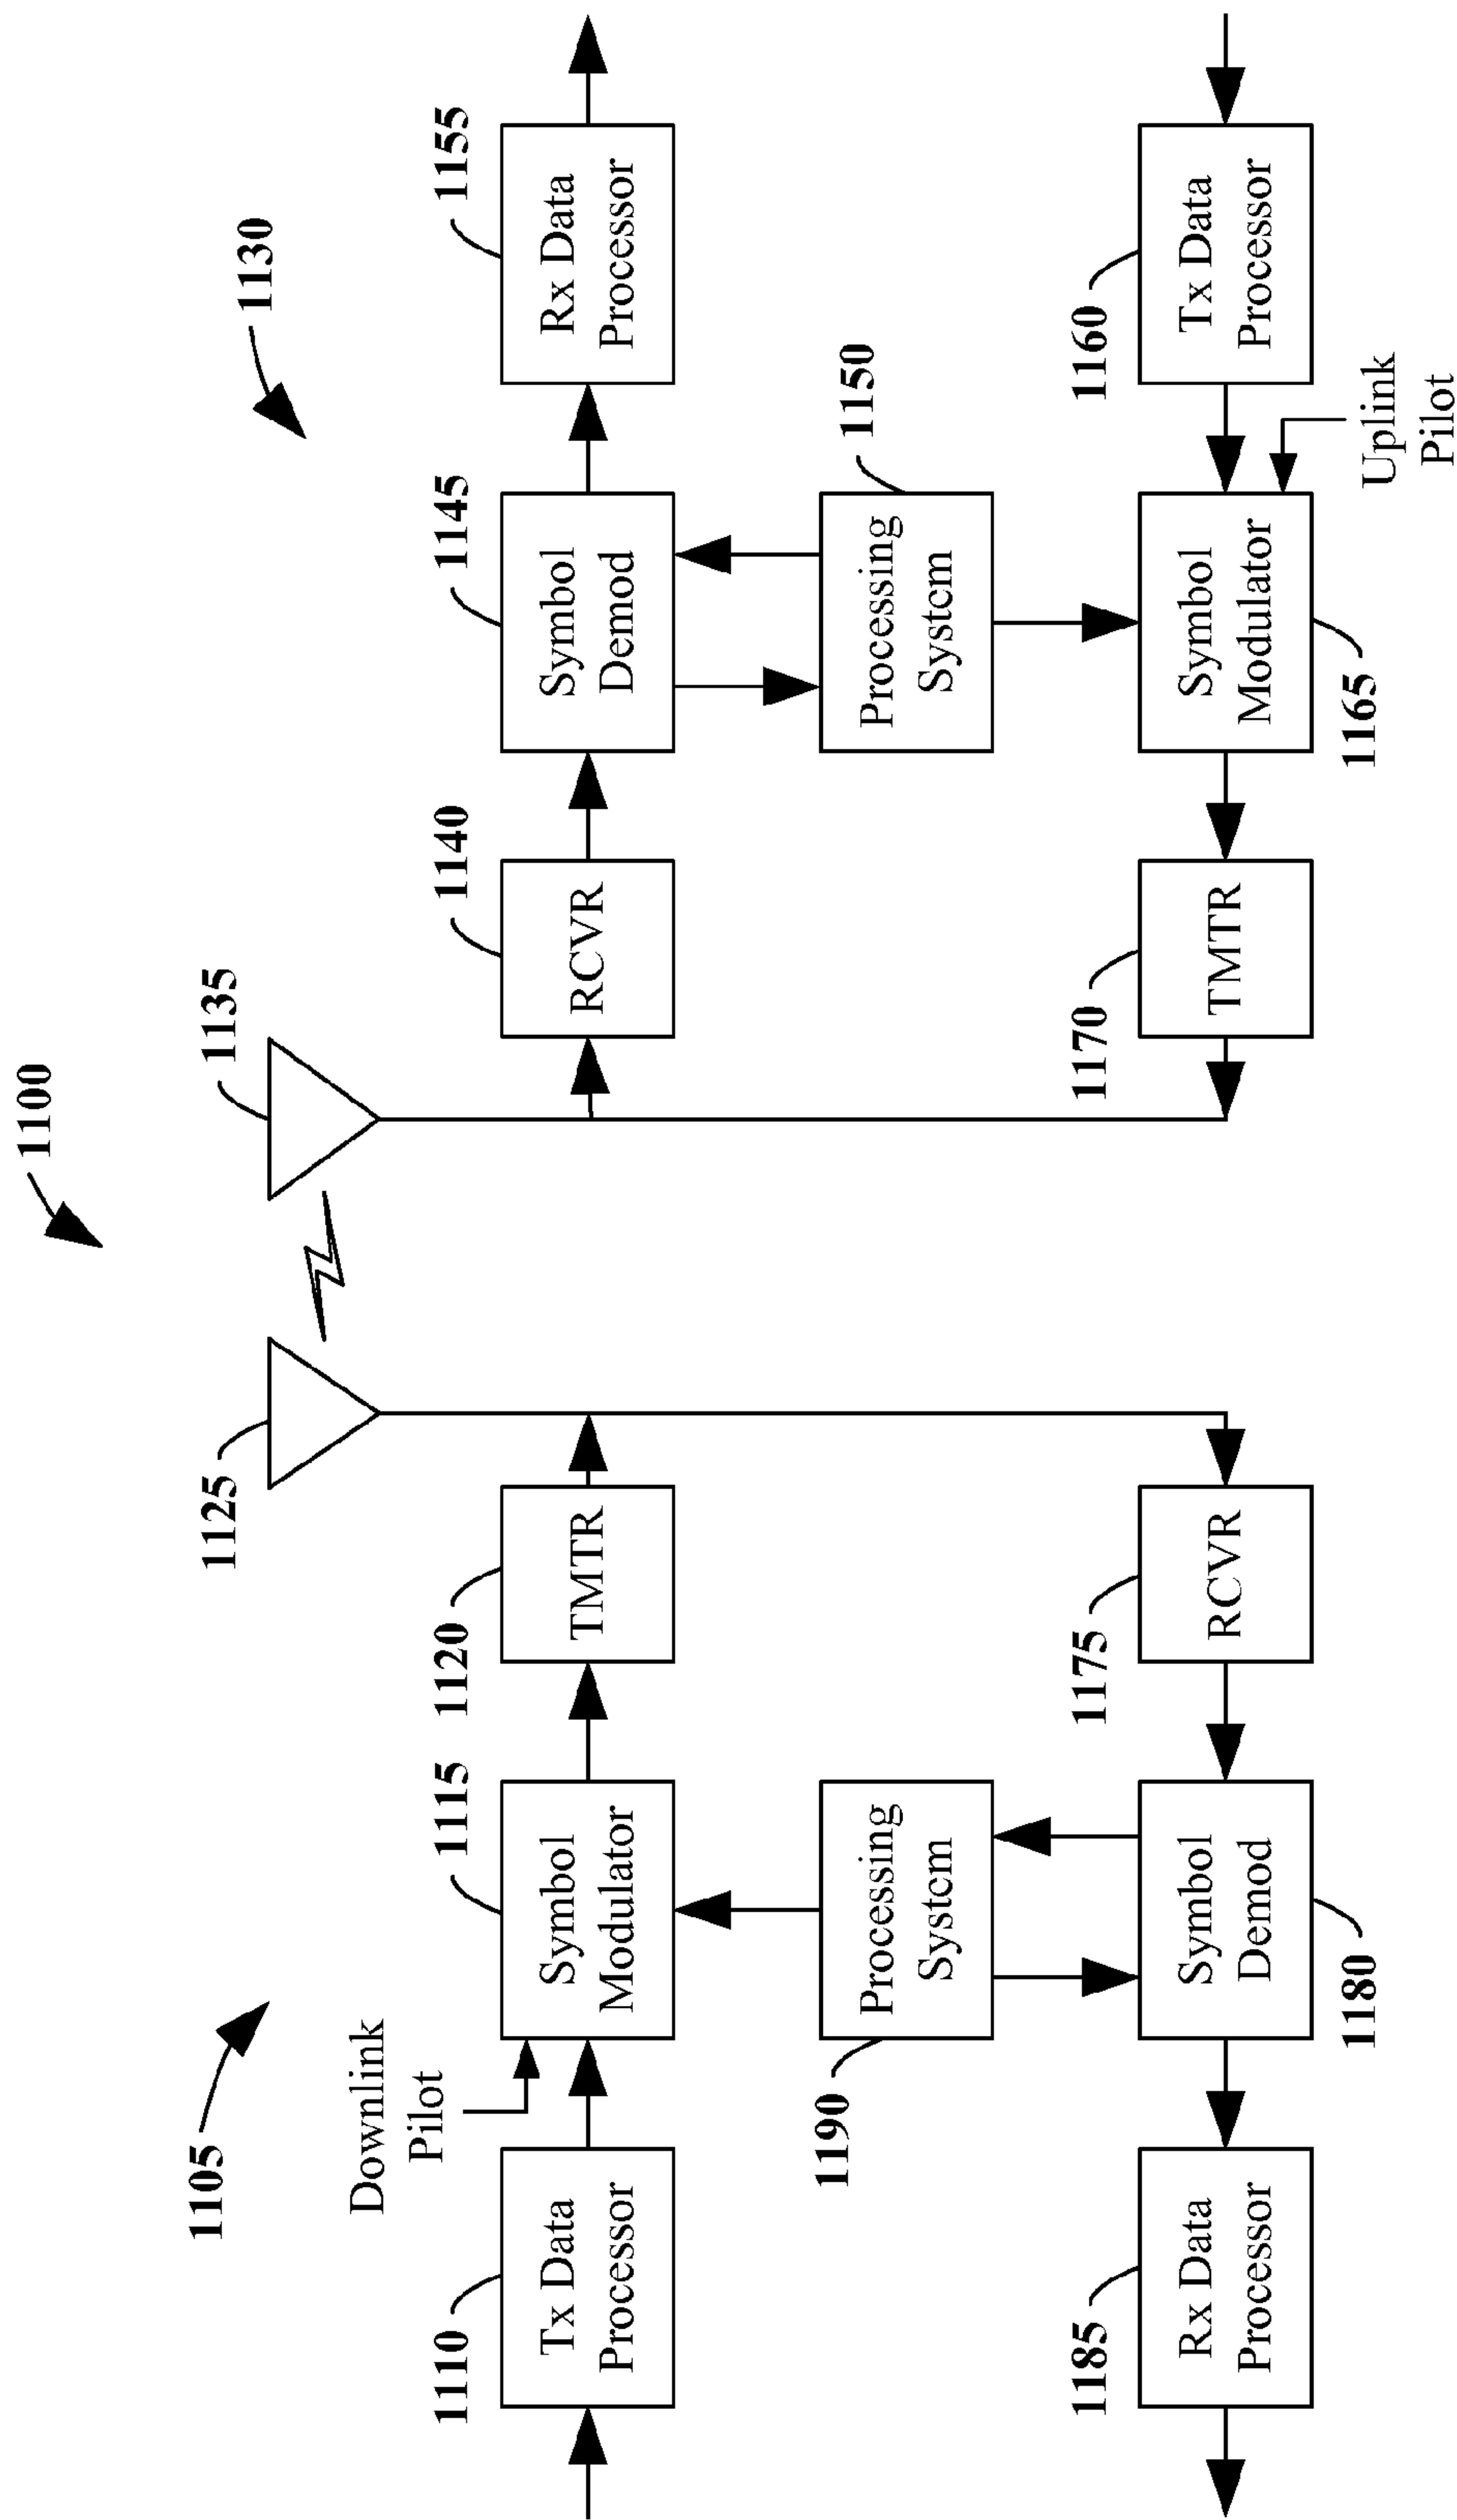 1100
1105
1130
1125
1135
Downlink
Pilot
1110
Tx Data
Processor
1115
Symbol
Modulator
1120
TMTR
1140
RCVR
1145
Symbol
Demod
1155
Rx Data
Processor
1190
Processing
System
1150
Processing
System
1185
Rx Data
Processor
1180
Symbol
Demod
1175
RCVR
1170
TMTR
1165
Symbol
Modulator
1160
Tx Data
Processor
Uplink
Pilot